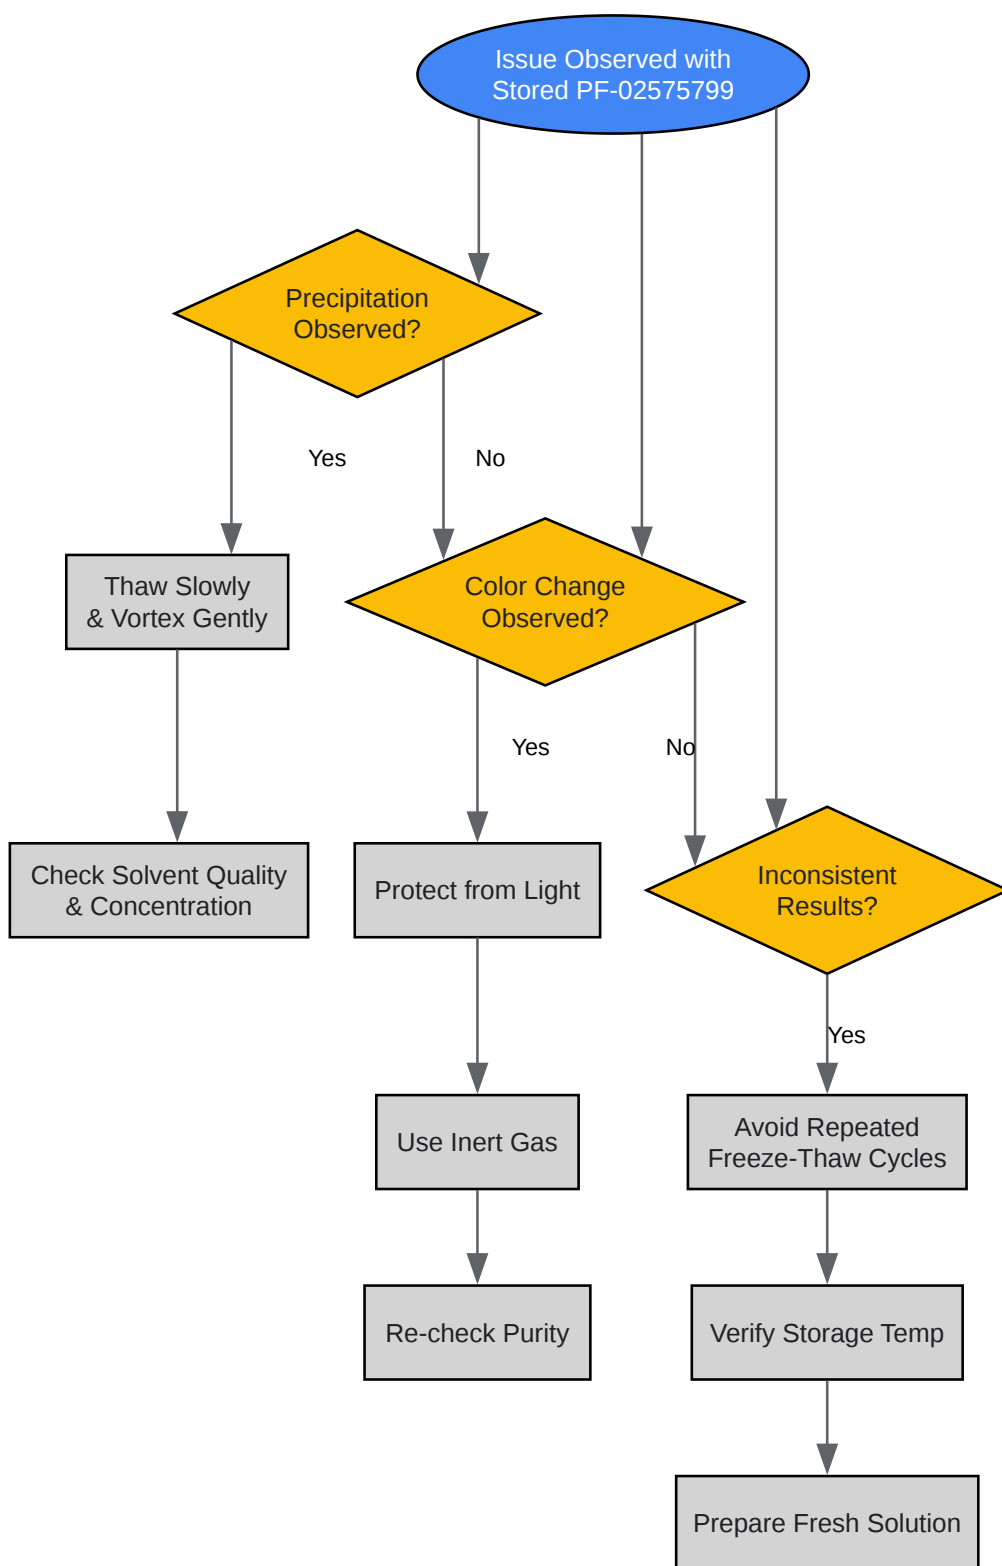 Issue Observed with
Stored PF-02575799
Precipitation
Observed?
Yes
No
Thaw Slowly
& Vortex Gently
Color Change
Observed?
Yes
No
Check Solvent Quality
& Concentration
Protect from Light
Inconsistent
Results?
Yes
Use Inert Gas
Avoid Repeated
Freeze-Thaw Cycles
Re-check Purity
Verify Storage Temp
Prepare Fresh Solution